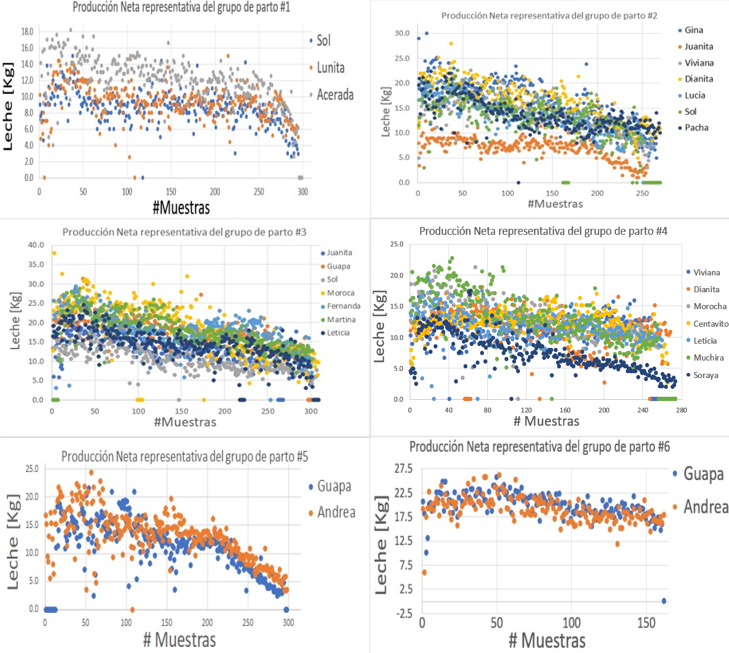 Producción Neta representativa del grupo de parto #1
Leche [Kg]
18.0
16.0
14.0
12.0
10.0
8.0
6.0
4.0
2.0
0.0
0 50 100 150 200 250 300
#Muestras
Sol
Lunita
Acerada
Producción Neta representativa del grupo de parto #2
Leche [Kg]
30.0
25.0
20.0
15.0
10.0
5.0
0.0
0 50 100 150 200 250
#Muestras
Gina
Juanita
Viviana
Dianita
Lucia
Sol
Pacha
Producción Neta representativa del grupo de parto #3
Leche [Kg]
40.0
35.0
30.0
25.0
20.0
15.0
10.0
5.0
0.0
0 50 100 150 200 250 300
#Muestras
Juanita
Guapa
Sol
Moroca
Fernanda
Martina
Leticia
Producción Neta representativa del grupo de parto #4
Leche [Kg]
25.0
20.0
15.0
10.0
5.0
0.0
0 40 80 120 160 200 240 280
# Muestras
Viviana
Dianita
Morocha
Centavito
Leticia
Muchira
Soraya
Producción Neta representativa del grupo de parto #5
Leche [Kg]
25.0
20.0
15.0
10.0
5.0
0.0
0 50 100 150 200 250 300
# Muestras
Guapa
Andrea
Producción Neta representativa del grupo de parto #6
Leche [Kg]
27.5
22.5
17.5
12.5
7.5
2.5
-2.5
0 50 100 150
# Muestras
Guapa
Andrea